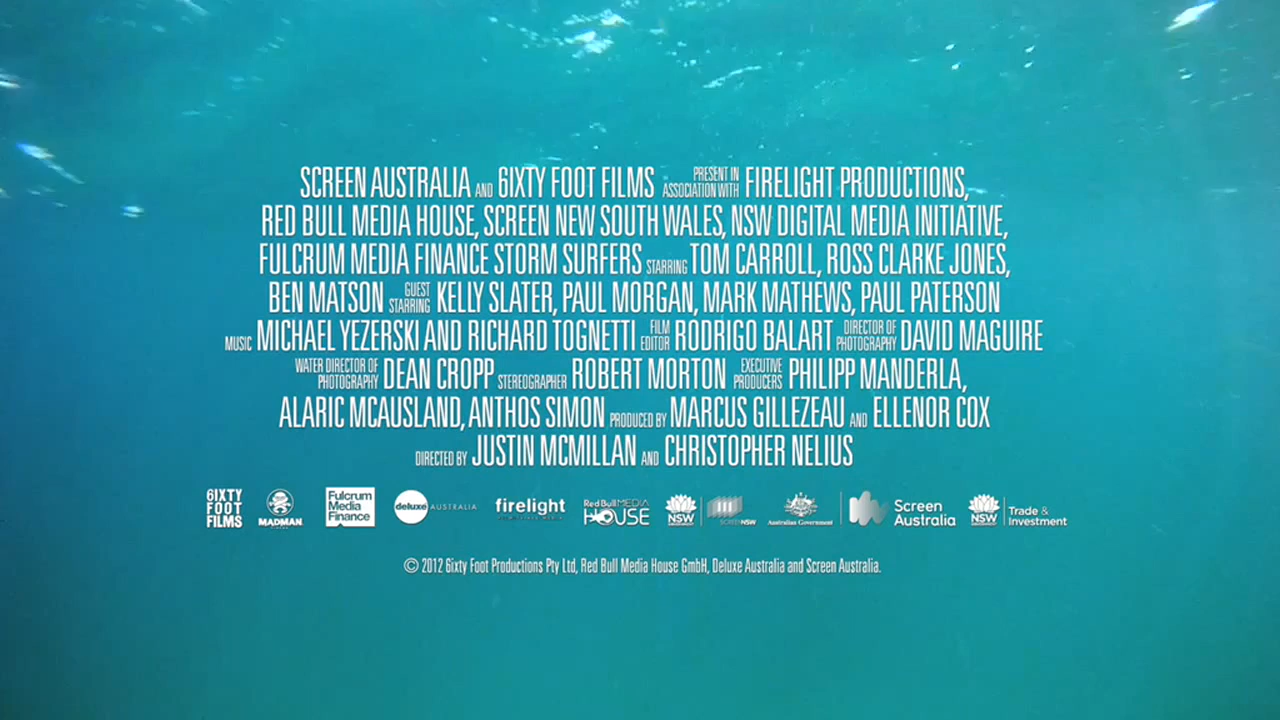 SCREEN AUSTRALIA AND 6IXTY FOOT FILMS PRESENT IN ASSOCIATION WITH FIRELIGHT PRODUCTIONS,
RED BULL MEDIA HOUSE, SCREEN NEW SOUTH WALES, NSW DIGITAL MEDIA INITIATIVE,
FULCRUM MEDIA FINANCE STORM SURFERS STARRING TOM CARROLL, ROSS CLARKE JONES,
BEN MATSON GUEST STARRING KELLY SLATER, PAUL MORGAN, MARK MATHEWS, PAUL PATERSON
MUSIC MICHAEL YEZERSKI AND RICHARD TOGNETTI FILM EDITOR RODRIGO BALART DIRECTOR OF PHOTOGRAPHY DAVID MAGUIRE
WATER DIRECTOR OF PHOTOGRAPHY DEAN CROPP STEREOGRAPHER ROBERT MORTON EXECUTIVE PRODUCERS PHILIPP MANDERLA,
ALARIC MCAUSLAND, ANTHOS SIMON PRODUCED BY MARCUS GILLEZEAU AND ELLENOR COX
DIRECTED BY JUSTIN MCMILLAN AND CHRISTOPHER NELIUS
6IXTY FOOT FILMS MADMAN Fulcrum Media Finance deluxe AUSTRALIA firelight Red Bull MEDIA HOUSE NSW SCREEN NSW Australian Government Screen Australia NSW Trade & Investment
© 2012 6ixty Foot Productions Pty Ltd, Red Bull Media House GmbH, Deluxe Australia and Screen Australia.